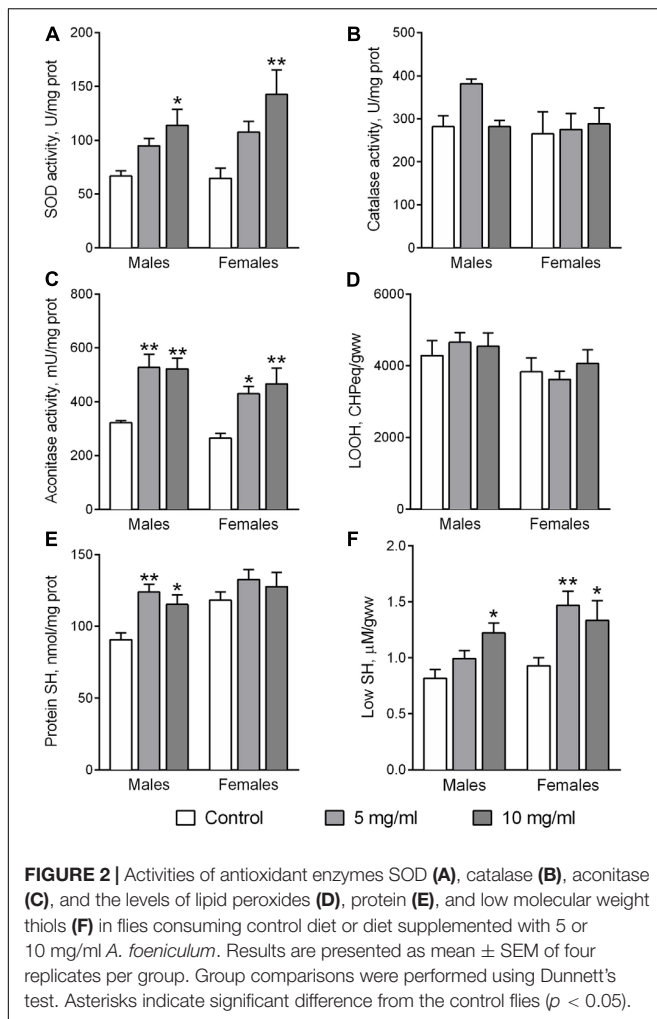 A
SOD activity, U/mg prot
200
150
100
50
0
*
**
Males
Females
B
Catalase activity, U/mg prot
500
400
300
200
100
0
Males
Females
C
Aconitase activity, mU/mg prot
800
600
400
200
0
**
**
*
**
Males
Females
D
LOOH, CHPeq/gww
6000
4000
2000
0
Males
Females
E
Protein SH, nmol/mg prot
150
100
50
0
**
*
Males
Females
F
Low SH, μM/gww
2.0
1.5
1.0
0.5
0.0
*
**
*
Males
Females
Control
5 mg/ml
10 mg/ml
FIGURE 2 | Activities of antioxidant enzymes SOD (A), catalase (B), aconitase
(C), and the levels of lipid peroxides (D), protein (E), and low molecular weight
thiols (F) in flies consuming control diet or diet supplemented with 5 or
10 mg/ml A. foeniculum. Results are presented as mean ± SEM of four
replicates per group. Group comparisons were performed using Dunnett's
test. Asterisks indicate significant difference from the control flies (p < 0.05).